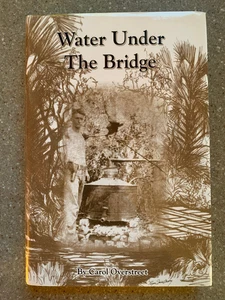 Water Under
The Bridge
By Carol Overstreet